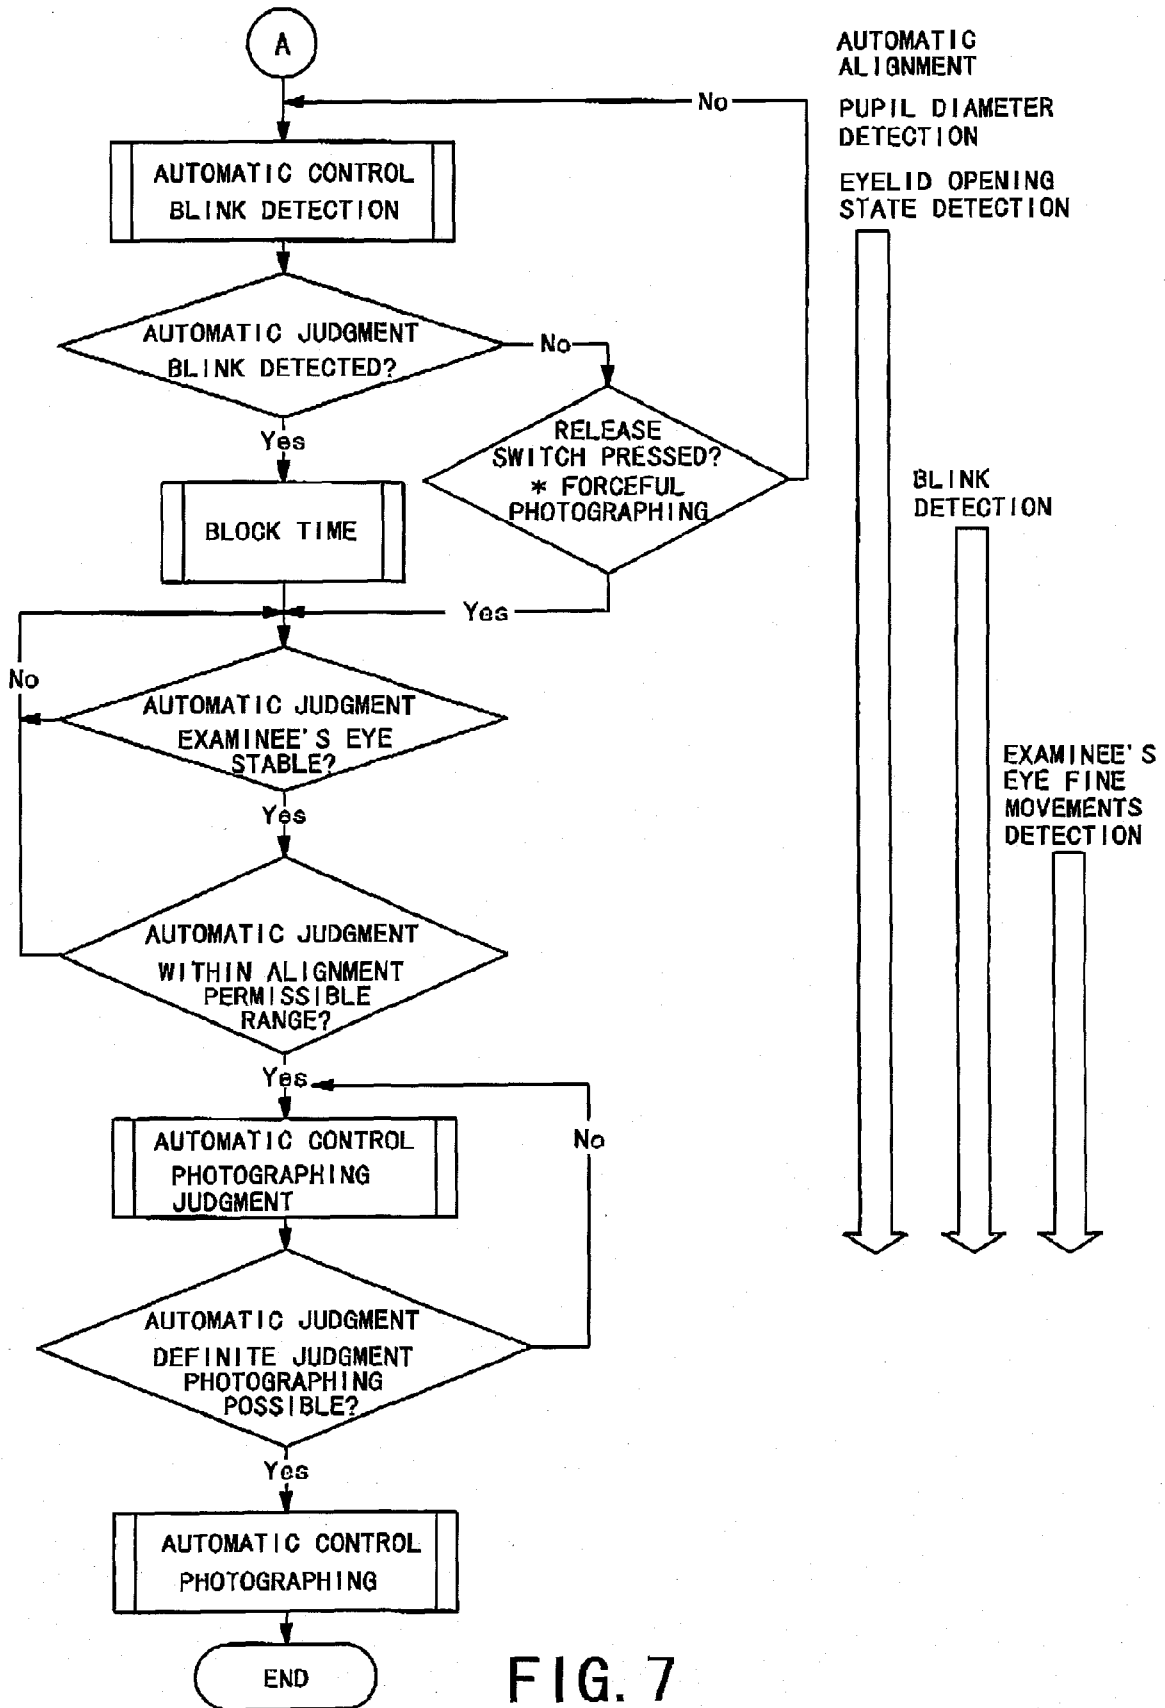 A
No
AUTOMATIC CONTROL
BLINK DETECTION
AUTOMATIC JUDGMENT
BLINK DETECTED?
No
Yes
RELEASE
SWITCH PRESSED?
* FORCEFUL
PHOTOGRAPHING
BLOCK TIME
Yes
No
AUTOMATIC JUDGMENT
EXAMINEE'S EYE
STABLE?
Yes
AUTOMATIC JUDGMENT
WITHIN ALIGNMENT
PERMISSIBLE
RANGE?
Yes
No
AUTOMATIC CONTROL
PHOTOGRAPHING
JUDGMENT
AUTOMATIC JUDGMENT
DEFINITE JUDGMENT
PHOTOGRAPHING
POSSIBLE?
Yes
AUTOMATIC CONTROL
PHOTOGRAPHING
END
AUTOMATIC
ALIGNMENT
PUPIL DIAMETER
DETECTION
EYELID OPENING
STATE DETECTION
BLINK
DETECTION
EXAMINEE'S
EYE FINE
MOVEMENTS
DETECTION
FIG. 7